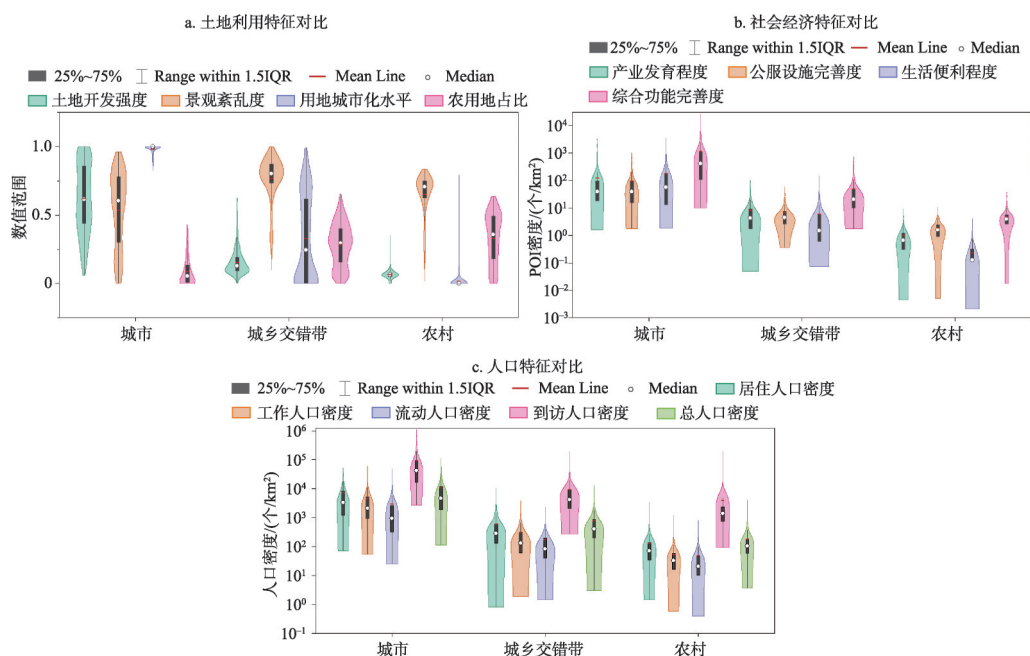 a. 土地利用特征对比
25%~75% Range within 1.5IQR Mean Line Median
土地开发强度 景观紊乱度 用地城市化水平 农用地占比
数值范围
1.0
0.5
0
城市 城乡交错带 农村
b. 社会经济特征对比
25%~75% Range within 1.5IQR Mean Line Median
产业发育程度 公服设施完善度 生活便利程度
综合功能完善度
POI密度/(个/km²)
10⁴
10³
10²
10¹
10⁰
10⁻¹
10⁻²
10⁻³
城市 城乡交错带 农村
c. 人口特征对比
25%~75% Range within 1.5IQR Mean Line Median 居住人口密度
工作人口密度 流动人口密度 到访人口密度 总人口密度
人口密度/(个/km²)
10⁶
10⁵
10⁴
10³
10²
10¹
10⁰
10⁻¹
城市 城乡交错带 农村